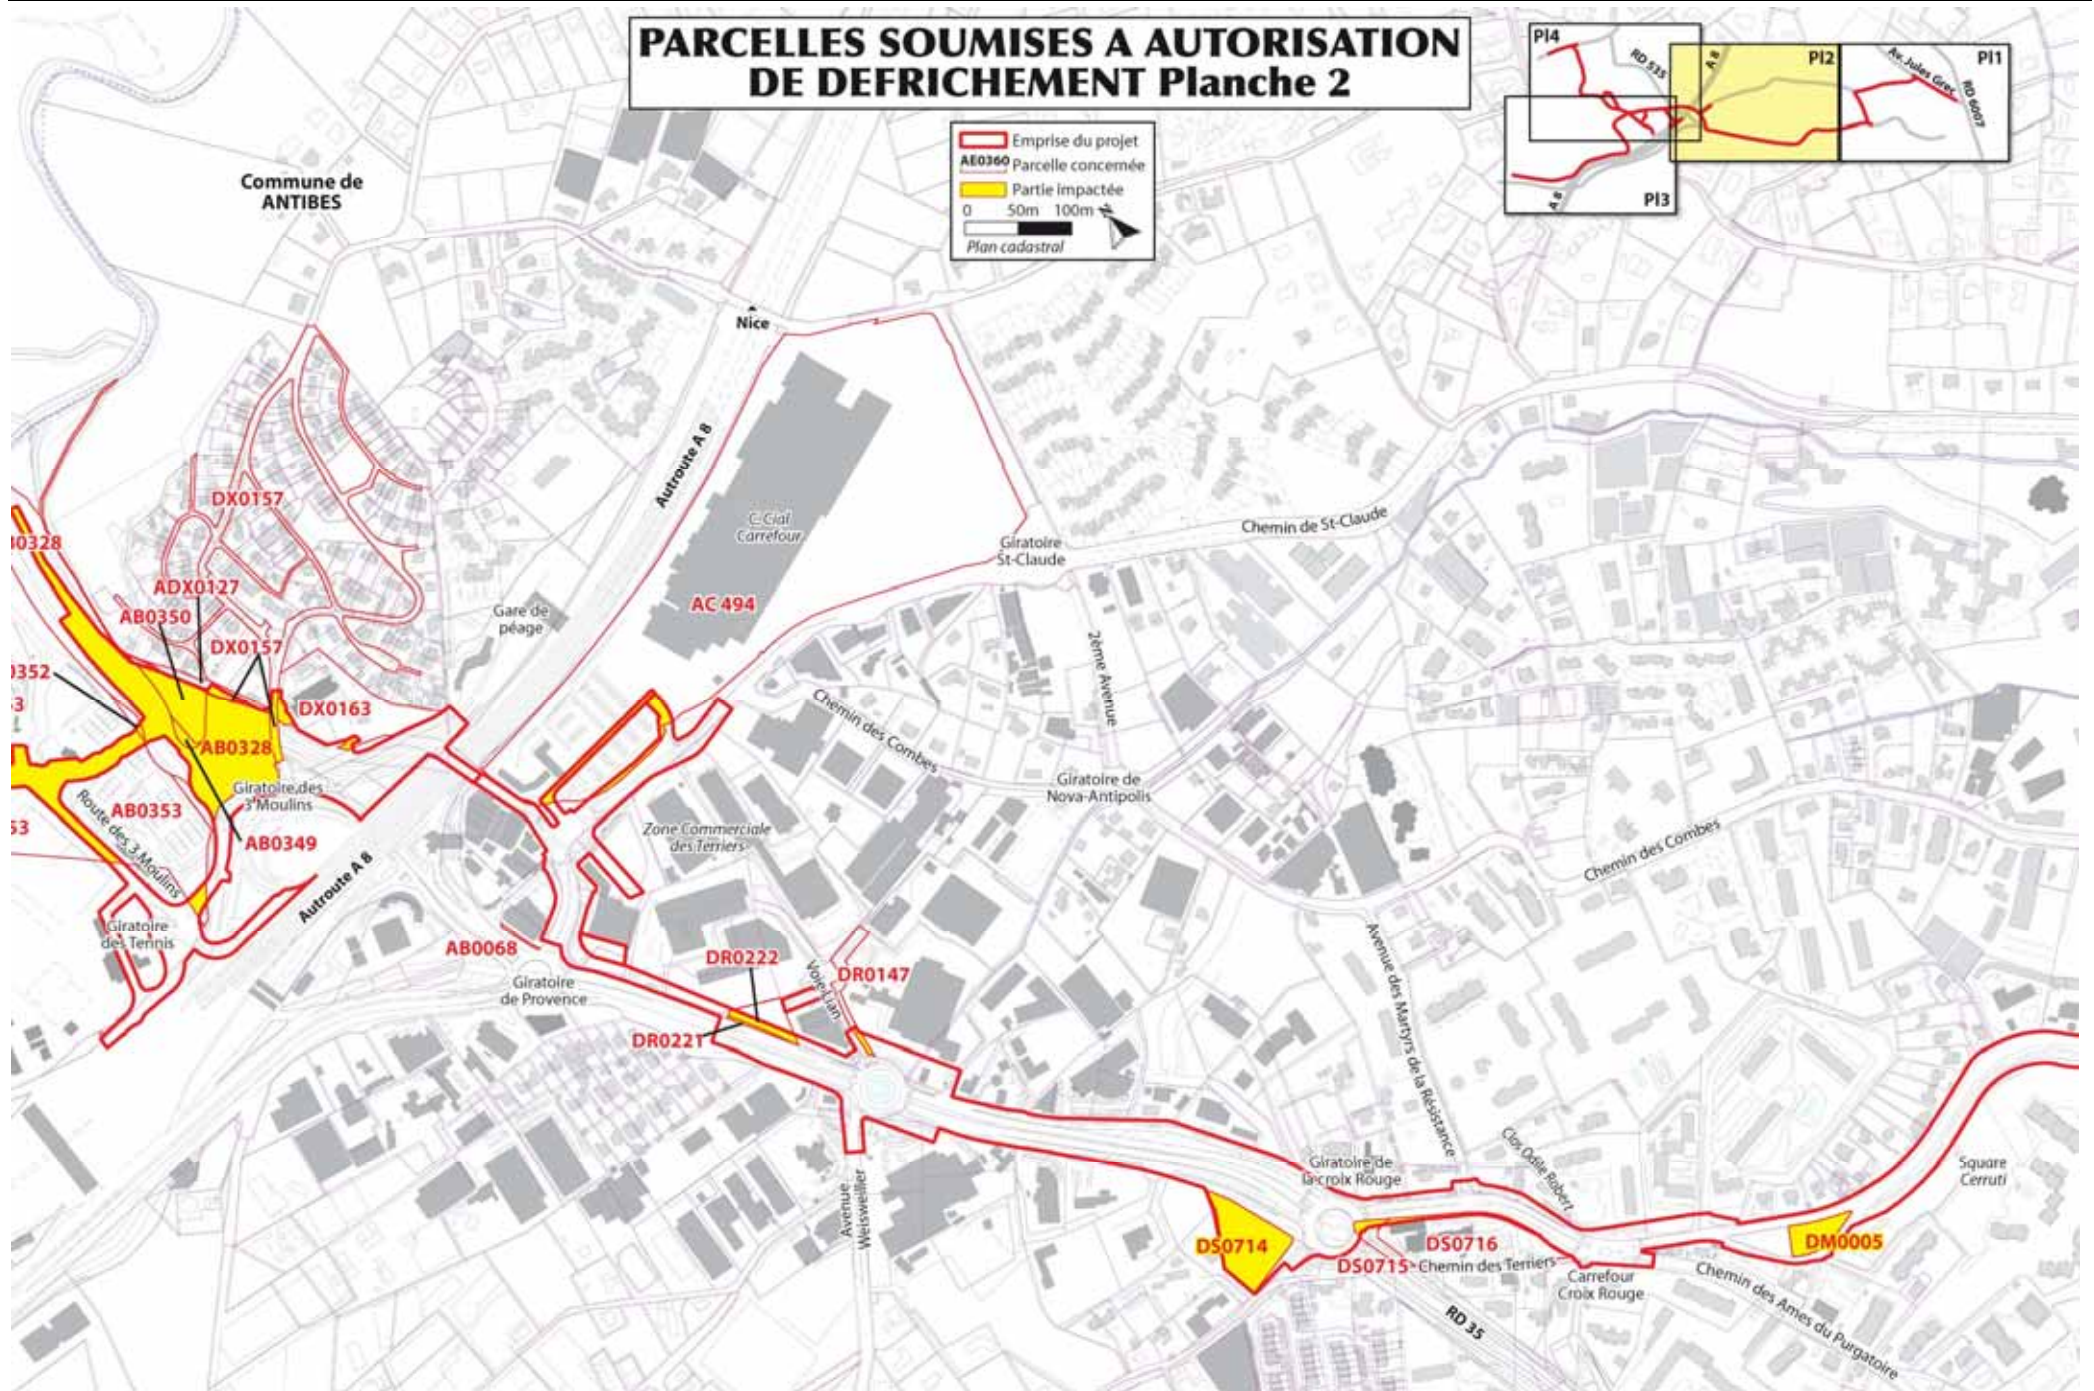 PARCELLES SOUMISES A AUTORISATION
DE DEFRICHEMENT Planche 2
Emprise du projet
AE0360 Parcelle concernée
Partie impactée
0 50m 100m N
Plan cadastral
Pl4
RD 535
A 8
Pl2
Av. Jules Grec
Pl1
RD 6007
A 8
Pl3
Commune de
ANTIBES
Nice
Autroute A 8
DX0157
C. Cial
Carrefour
Chemin de St-Claude
Giratoire
St-Claude
0328
ADX0127
AB0350
AC 494
Gare de
péage
DX0157
0352
DX0163
2ème Avenue
Chemin des Combes
AB0328
Giratoire des
3 Moulins
Giratoire de
Nova-Antipolis
AB0353
Route des 3 Moulins
53
AB0349
Zone Commerciale
des Terriers
Chemin des Combes
Autroute A 8
Giratoire
des Tennis
AB0068
DR0222
Voie Lian
DR0147
Giratoire
de Provence
DR0221
Avenue des Martyrs de la Résistance
Clos Odile Robert
Giratoire de
la croix Rouge
Square
Cerruti
Avenue
Weisweiller
DS0714
DS0716
DM0005
DS0715
Chemin des Terriers
Carrefour
Croix Rouge
Chemin des Ames du Purgatoire
RD 35